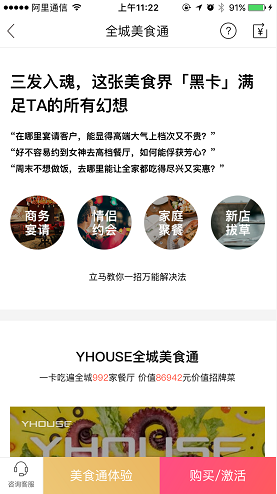 阿里通信
上午11:22
91%
全城美食通
?
¥
三发入魂，这张美食界「黑卡」满
足TA的所有幻想
“在哪里宴请客户，能显得高端大气上档次又不贵？”
“好不容易约到女神去高档餐厅，如何能俘获芳心？”
“周末不想做饭，去哪里能让全家都吃得尽兴又实惠？”
商务
宴请
情侣
约会
家庭
聚餐
新店
拔草
立马教你一招万能解决法
YHOUSE全城美食通
一卡吃遍全城992家餐厅 价值86942元价值招牌菜
YHOUSE
YHOUSE
咨询客服
美食通体验
购买/激活